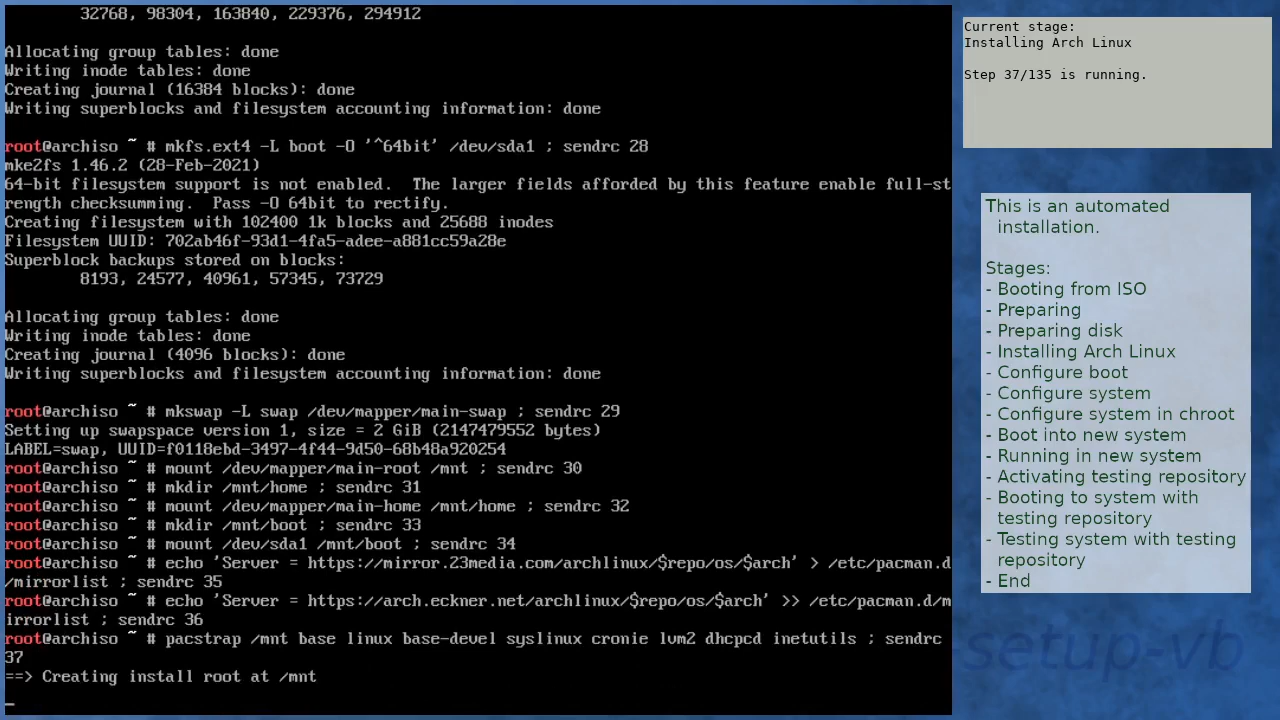 32768, 98304, 163840, 229376, 294912
Allocating group tables: done
Writing inode tables: done
Creating journal (16384 blocks): done
Writing superblocks and filesystem accounting information: done
root@archiso ~ # mkfs.ext4 -L boot -O '^64bit' /dev/sda1 ; sendrc 28
mke2fs 1.46.2 (28-Feb-2021)
64-bit filesystem support is not enabled.  The larger fields afforded by this feature enable full-st
rength checksumming.  Pass -O 64bit to rectify.
Creating filesystem with 102400 1k blocks and 25688 inodes
Filesystem UUID: 702ab46f-93d1-4fa5-adee-a881cc59a28e
Superblock backups stored on blocks:
        8193, 24577, 40961, 57345, 73729
Allocating group tables: done
Writing inode tables: done
Creating journal (4096 blocks): done
Writing superblocks and filesystem accounting information: done
root@archiso ~ # mkswap -L swap /dev/mapper/main-swap ; sendrc 29
Setting up swapspace version 1, size = 2 GiB (2147479552 bytes)
LABEL=swap, UUID=f0118ebd-3497-4f44-9d50-68b48a920254
root@archiso ~ # mount /dev/mapper/main-root /mnt ; sendrc 30
root@archiso ~ # mkdir /mnt/home ; sendrc 31
root@archiso ~ # mount /dev/mapper/main-home /mnt/home ; sendrc 32
root@archiso ~ # mkdir /mnt/boot ; sendrc 33
root@archiso ~ # mount /dev/sda1 /mnt/boot ; sendrc 34
root@archiso ~ # echo 'Server = https://mirror.23media.com/archlinux/$repo/os/$arch' > /etc/pacman.d
/mirrorlist ; sendrc 35
root@archiso ~ # echo 'Server = https://arch.eckner.net/archlinux/$repo/os/$arch' >> /etc/pacman.d/m
irrorlist ; sendrc 36
root@archiso ~ # pacstrap /mnt base linux base-devel syslinux cronie lvm2 dhcpcd inetutils ; sendrc
37
==> Creating install root at /mnt
_
Current stage:
Installing Arch Linux
Step 37/135 is running.
This is an automated
installation.
Stages:
- Booting from ISO
- Preparing
- Preparing disk
- Installing Arch Linux
- Configure boot
- Configure system
- Configure system in chroot
- Boot into new system
- Running in new system
- Activating testing repository
- Booting to system with
testing repository
- Testing system with testing
repository
- End
setup-vb